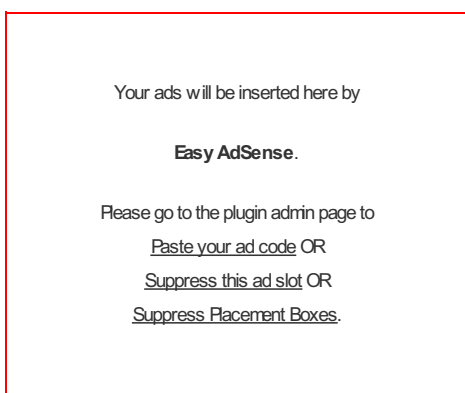 Your ads will be inserted here by
Easy AdSense.
Please go to the plugin admin page to
Paste your ad code OR
Suppress this ad slot OR
Suppress Placement Boxes.